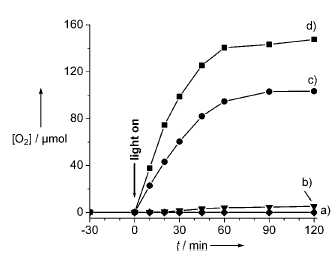 160
120
80
40
0
[O₂] / µmol
light on
d)
c)
b)
a)
-30 0 30 60 90 120
t / min